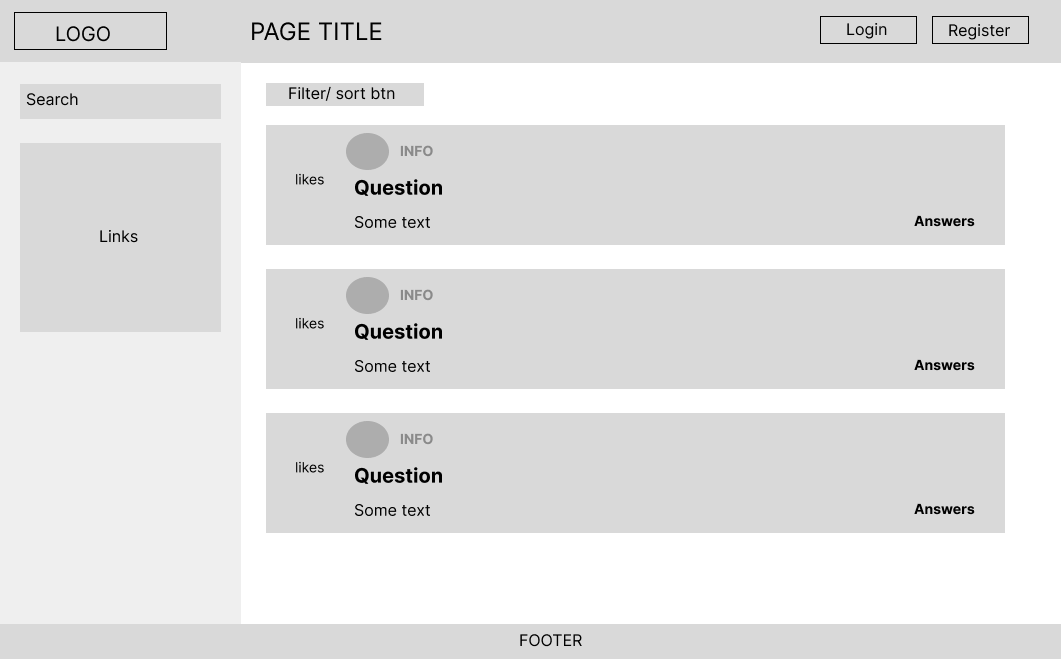 LOGO
PAGE TITLE
Login
Register
Search
Links
Filter/ sort btn
INFO
likes
Question
Some text
Answers
INFO
likes
Question
Some text
Answers
INFO
likes
Question
Some text
Answers
FOOTER